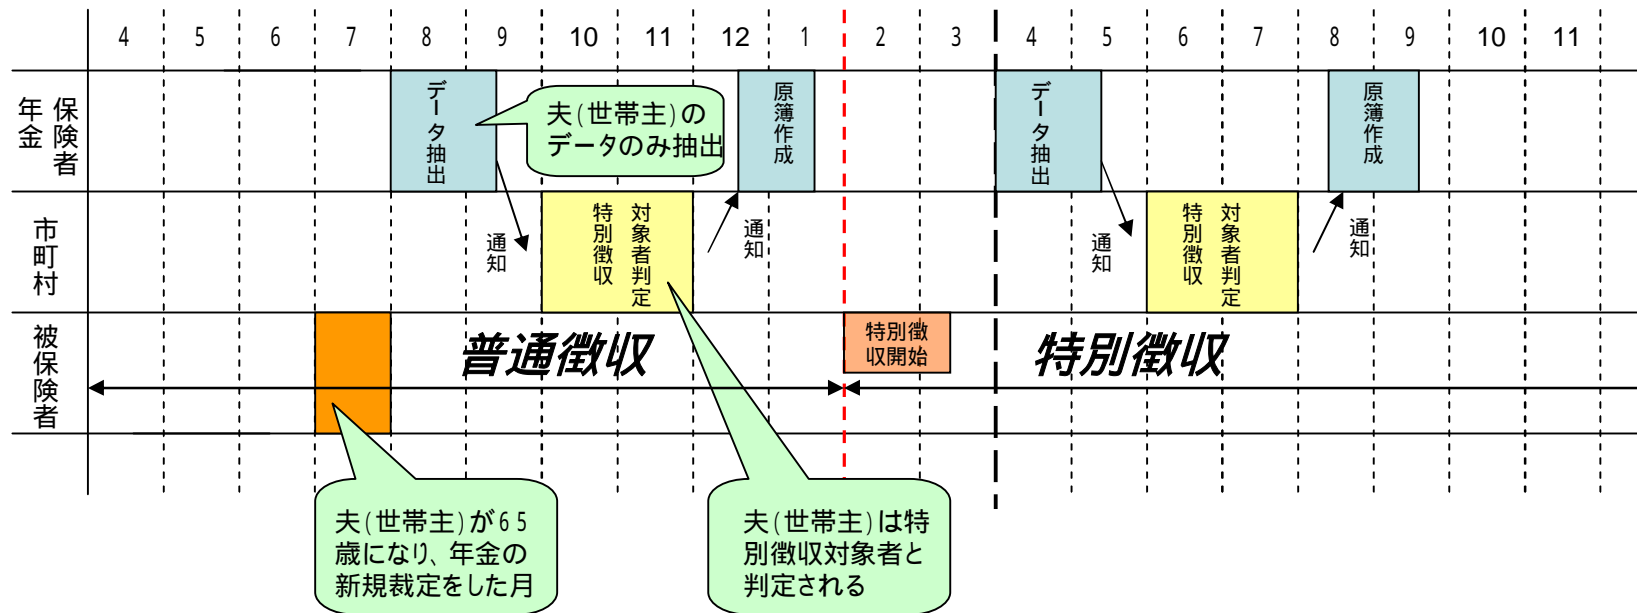 4 5 6 7 8 9 10 11 12 1 2 3 4 5 6 7 8 9 10 11
年金
保険者
データ抽出
夫(世帯主)の
データのみ抽出
原簿作成
データ抽出
原簿作成
市町村
通知
特別徴収
対象者判定
通知
通知
特別徴収
対象者判定
通知
被保険者
普通徴収
特別徴
収開始
特別徴収
夫(世帯主)が65
歳になり、年金の
新規裁定をした月
夫(世帯主)は特
別徴収対象者と
判定される